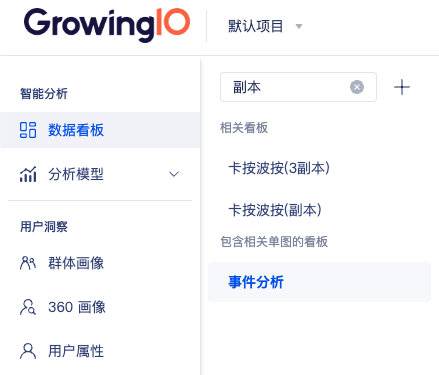 GrowingIO
默认项目
智能分析
数据看板
分析模型
用户洞察
群体画像
360 画像
用户属性
副本
相关看板
卡按波按(3副本)
卡按波按(副本)
包含相关单图的看板
事件分析